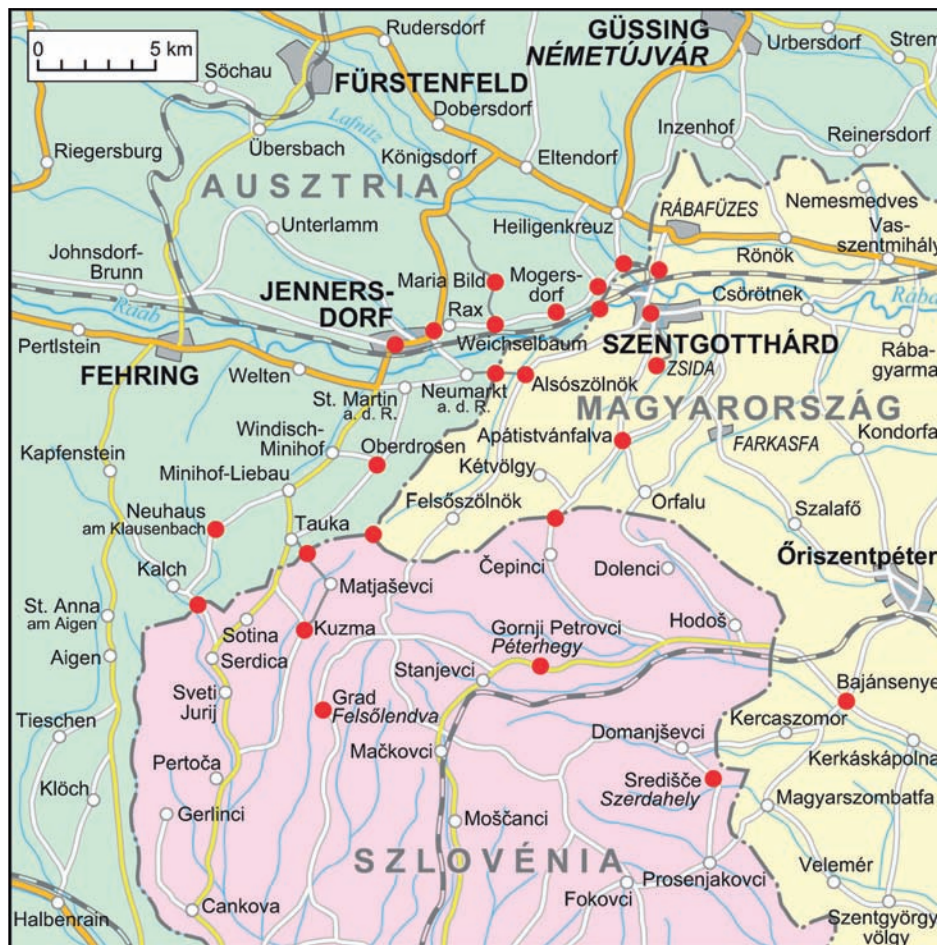 0 5 km
Rudersdorf
GÜSSING
NÉMETÚJVÁR
Urbersdorf
Strem
Söchau
FÜRSTENFELD
Lafnitz
Dobersdorf
Übersbach
Inzenhof
Reinersdorf
Riegersburg
Königsdorf
Eltendorf
AUSZTRIA
Nemesmedves
Unterlamm
Heiligenkreuz
RÁBAFÜZES
Vas-
szentmihály
Rönök
Johnsdorf-
Brunn
Maria Bild
Mogers-
dorf
JENNERS-
DORF
Rax
Csörötnek
Rába
Raab
Weichselbaum
SZENTGOTTHÁRD
Rába-
gyarmat
Pertlstein
FEHRING
Welten
St. Martin
a. d. R.
Neumarkt
a. d. R.
Alsószölnök
ZSIDA
MAGYARORSZÁG
Windisch-
Minihof
Oberdrosen
Apátistvánfalva
FARKASFA
Kondorfa
Kapfenstein
Minihof-Liebau
Kétvölgy
Neuhaus
am Klausenbach
Felsőszölnök
Orfalu
Szalafő
Tauka
Kalch
Matjaševci
Čepinci
Dolenci
Őriszentpéter
St. Anna
am Aigen
Sotina
Kuzma
Gornji Petrovci
Péterhegy
Hodoš
Aigen
Serdica
Stanjevci
Sveti
Jurij
Grad
Felsőlendva
Bajánsenye
Tieschen
Mačkovci
Domanjševci
Kercaszomor
Kerkáskápolna
Pertoča
Središče
Szerdahely
Klöch
Gerlinci
Moščanci
Magyarszombatfa
SZLOVÉNIA
Velemér
Prosenjakovci
Halbenrain
Cankova
Fokovci
Szentgyörgy-
völgy